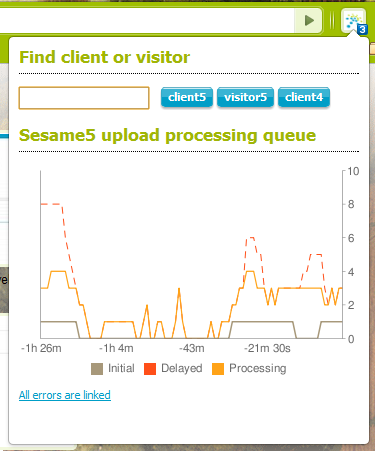 3
Find client or visitor
client5 visitor5 client4
Sesame5 upload processing queue
10
8
6
4
2
0
-1h 26m -1h 4m -43m -21m 30s
Initial Delayed Processing
All errors are linked